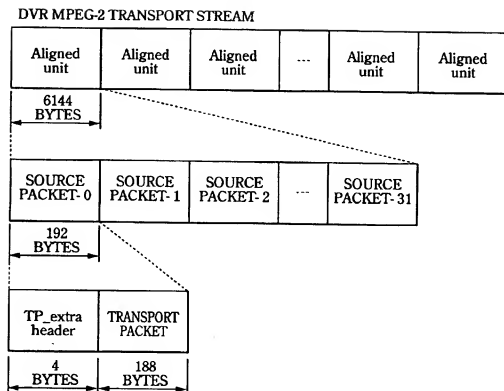 DVR MPEG-2 TRANSPORT STREAM
Aligned unit
Aligned unit
Aligned unit
---
Aligned unit
Aligned unit
6144 BYTES
SOURCE PACKET- 0
SOURCE PACKET- 1
SOURCE PACKET- 2
---
SOURCE PACKET- 31
192 BYTES
TP_extra header
TRANSPORT PACKET
4 BYTES
188 BYTES